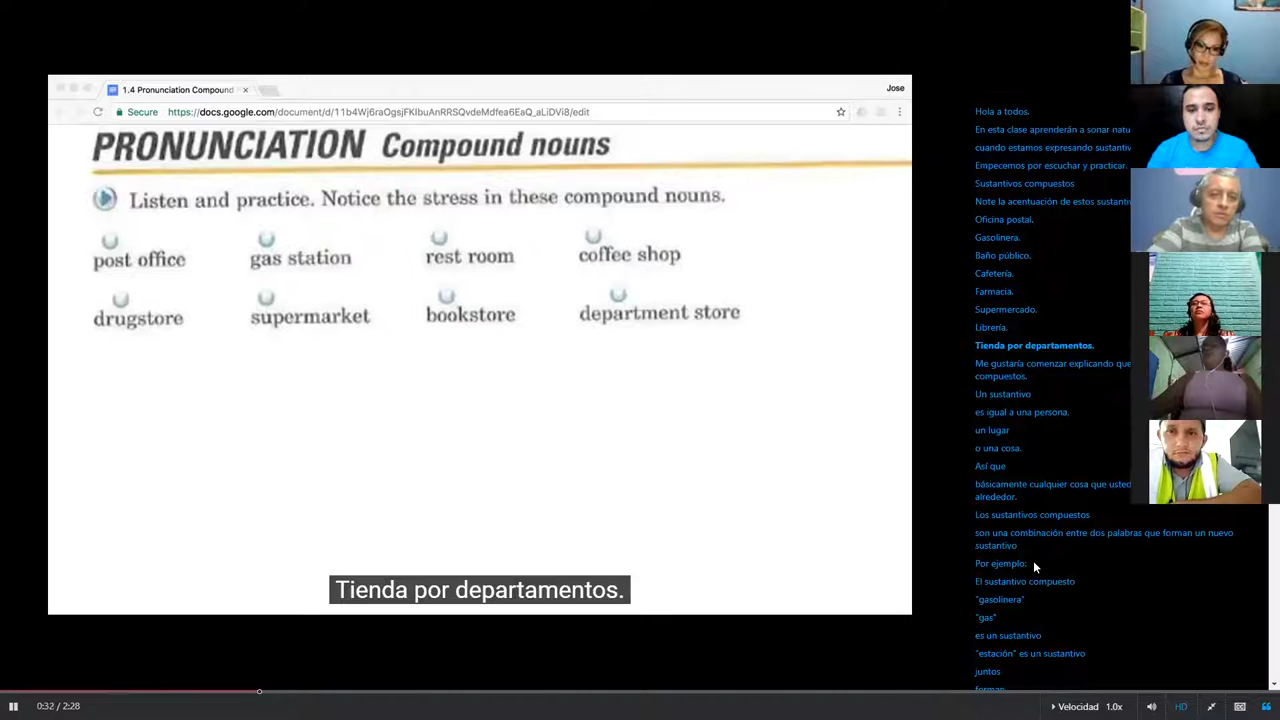 1.4 Pronunciation Compound
Jose
Secure https://docs.google.com/document/d/11b4Wj6raOgsjFKIbuAnRRSQvdeMdfea6EaQ_aLiDVi8/edit
PRONUNCIATION Compound nouns
Listen and practice. Notice the stress in these compound nouns.
post office gas station rest room coffee shop
drugstore supermarket bookstore department store
Tienda por departamentos.
Hola a todos.
En esta clase aprenderán a sonar natu
cuando estamos expresando sustantiv
Empecemos por escuchar y practicar.
Sustantivos compuestos
Note la acentuación de estos sustantiv
Oficina postal.
Gasolinera.
Baño público.
Cafetería.
Farmacia.
Supermercado.
Librería.
Tienda por departamentos.
Me gustaría comenzar explicando que
compuestos.
Un sustantivo
es igual a una persona.
un lugar
o una cosa.
Así que
básicamente cualquier cosa que usted
alrededor.
Los sustantivos compuestos
son una combinación entre dos palabras que forman un nuevo
sustantivo
Por ejemplo:
El sustantivo compuesto
"gasolinera"
"gas"
es un sustantivo
"estación" es un sustantivo
juntos
forman
0:32 / 2:28
Velocidad 1.0x
HD
CC